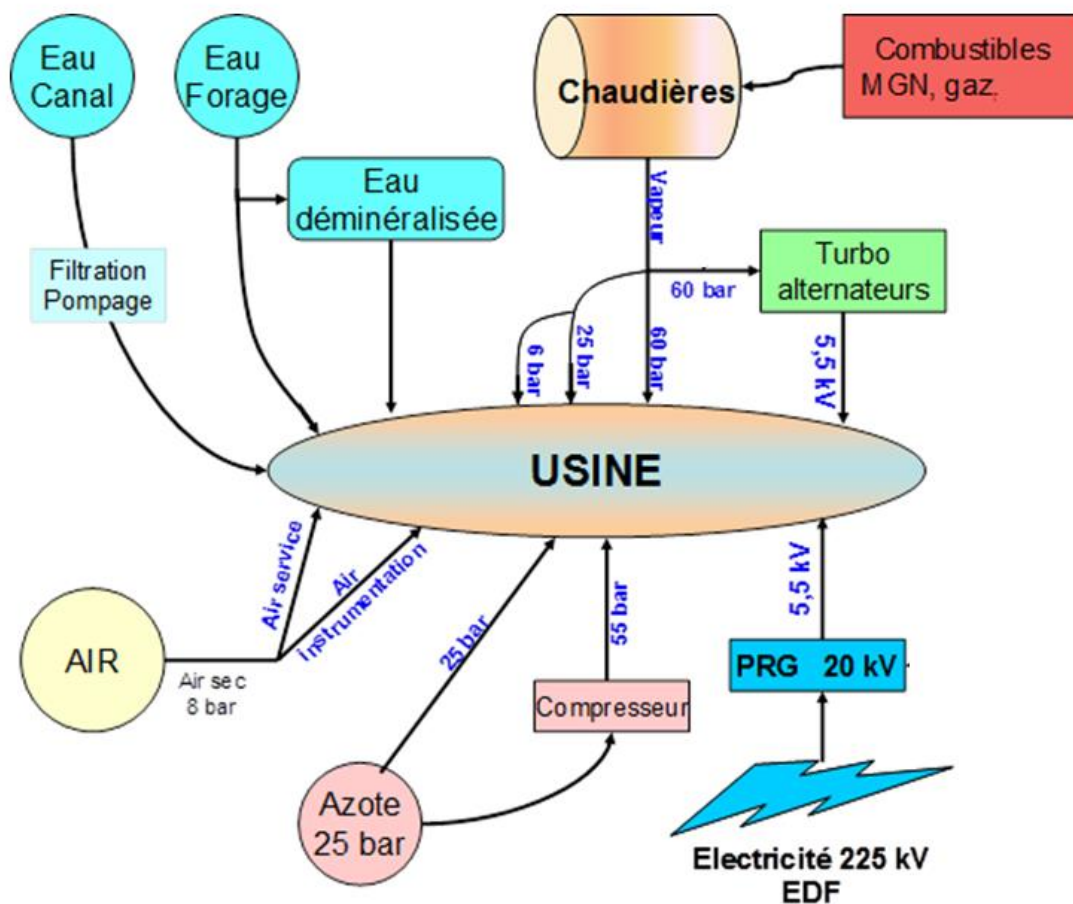 Eau
Canal
Eau
Forage
Chaudières
Combustibles
MGN, gaz,
Eau
déminéralisée
Vapeur
Filtration
Pompage
60 bar
Turbo
alternateurs
6 bar
25 bar
60 bar
5,5 kV
USINE
Air service
Air
instrumentation
AIR
Air sec
8 bar
25 bar
55 bar
5,5 kV
Compresseur
PRG 20 kV
Azote
25 bar
Electricité 225 kV
EDF